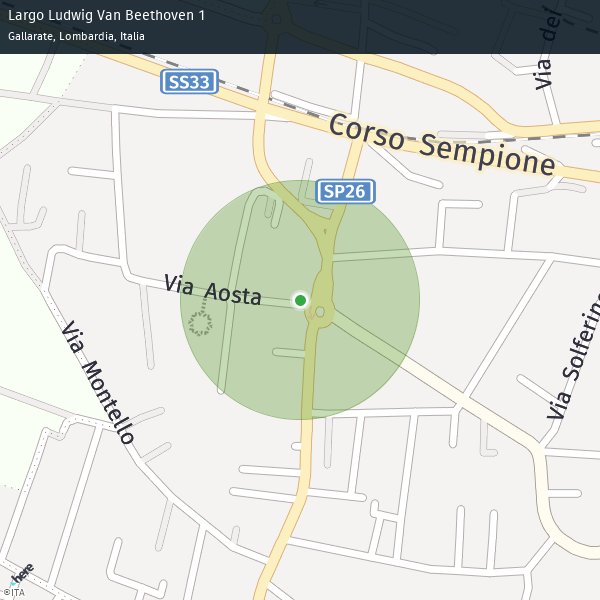 Largo Ludwig Van Beethoven 1
Gallarate, Lombardia, Italia
Via dei
SS33
Corso Sempione
SP26
Via Aosta
Via Montello
Via Solferino
here
©ITA